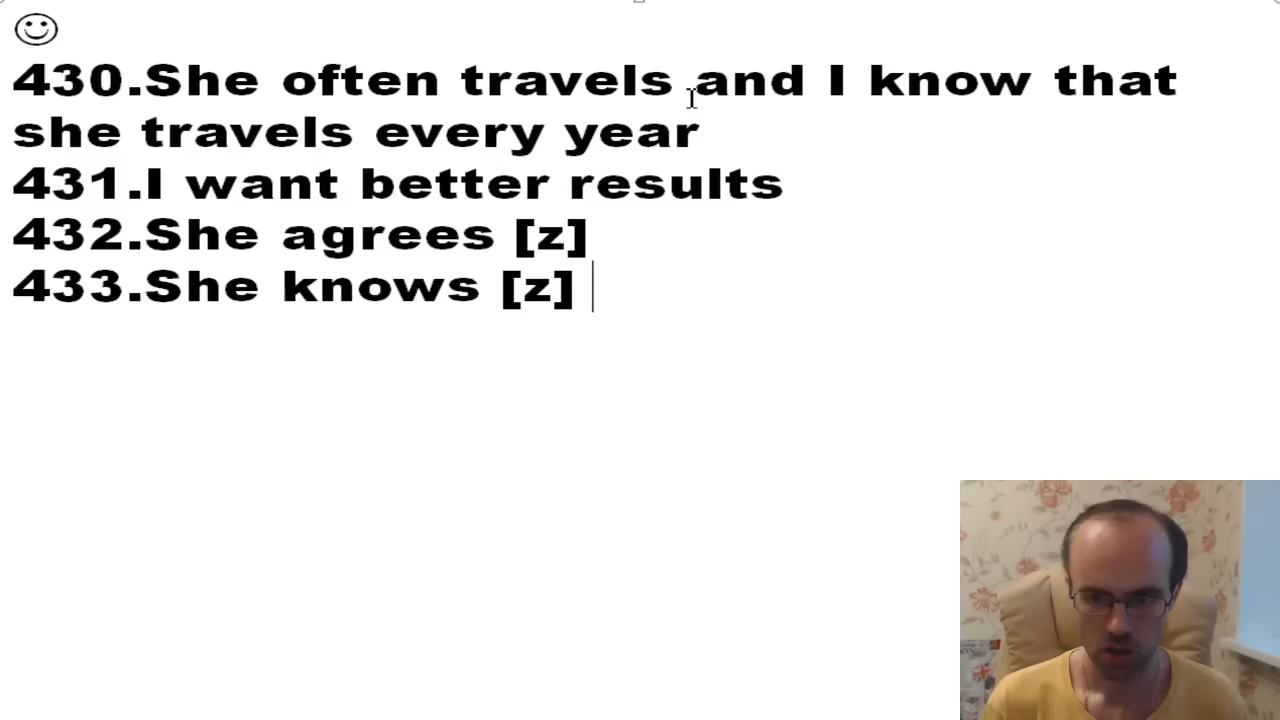 430.She often travels and I know that
she travels every year
431.I want better results
432.She agrees [z]
433.She knows [z]